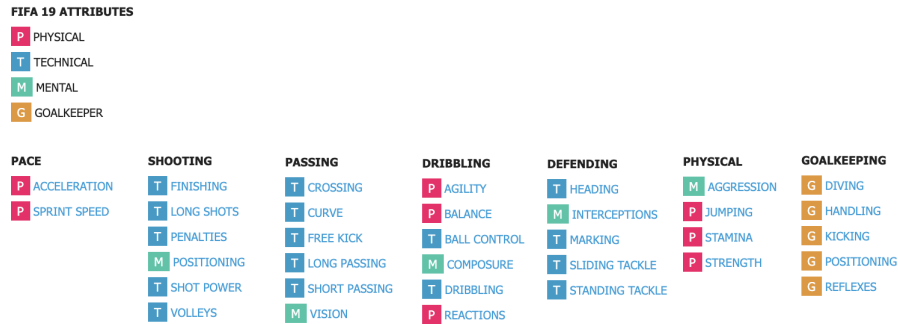 FIFA 19 ATTRIBUTES
P PHYSICAL
T TECHNICAL
M MENTAL
G GOALKEEPER
PACE
P ACCELERATION
P SPRINT SPEED
SHOOTING
T FINISHING
T LONG SHOTS
T PENALTIES
M POSITIONING
T SHOT POWER
T VOLLEYS
PASSING
T CROSSING
T CURVE
T FREE KICK
T LONG PASSING
T SHORT PASSING
M VISION
DRIBBLING
P AGILITY
P BALANCE
T BALL CONTROL
M COMPOSURE
T DRIBBLING
P REACTIONS
DEFENDING
T HEADING
M INTERCEPTIONS
T MARKING
T SLIDING TACKLE
T STANDING TACKLE
PHYSICAL
M AGGRESSION
P JUMPING
P STAMINA
P STRENGTH
GOALKEEPING
G DIVING
G HANDLING
G KICKING
G POSITIONING
G REFLEXES